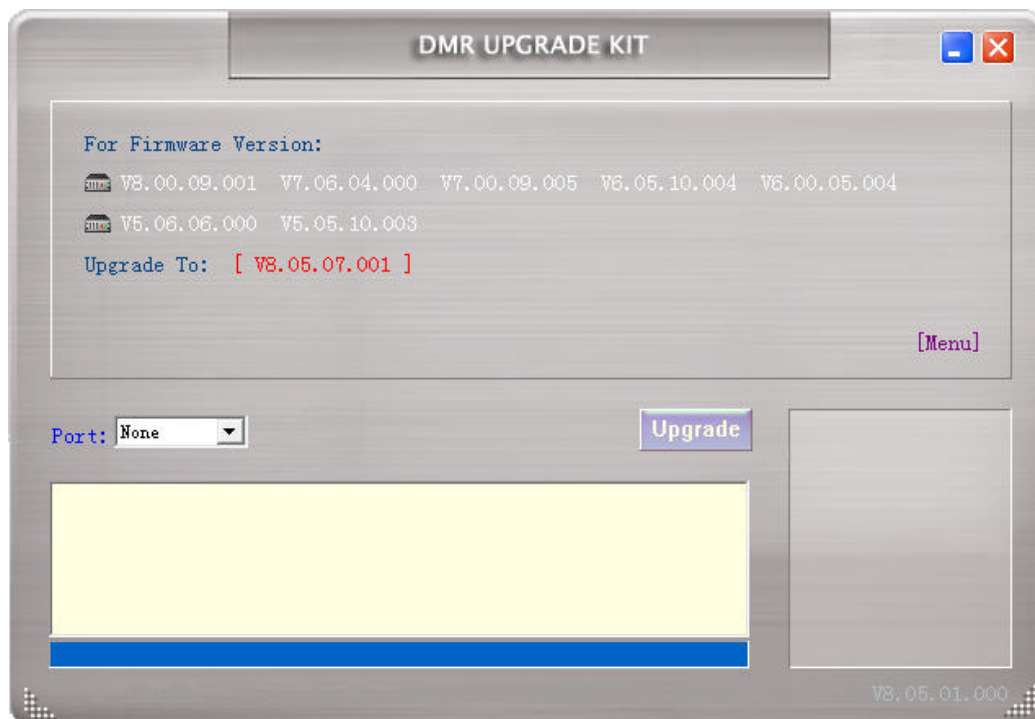 DMR UPGRADE KIT
For Firmware Version:
V8.00.09.001 V7.06.04.000 V7.00.09.005 V6.05.10.004 V6.00.05.004
V5.06.06.000 V5.05.10.003
Upgrade To: [ V8.05.07.001 ]
[Menu]
Port: None
Upgrade
V8.05.01.000